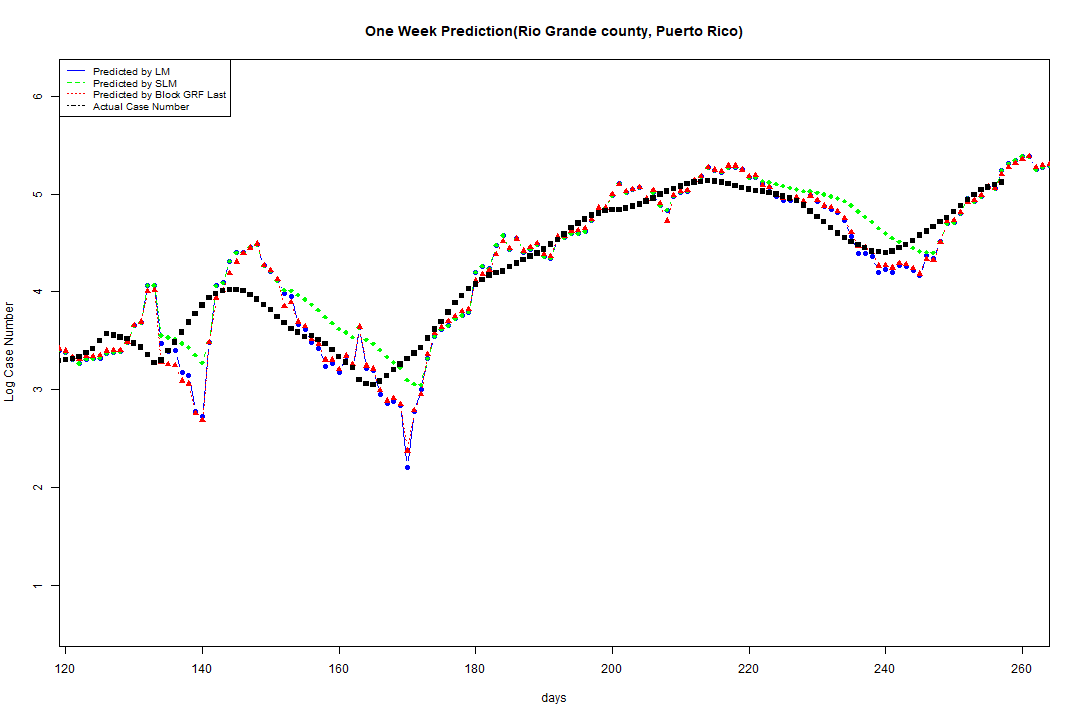 One Week Prediction(Rio Grande county, Puerto Rico)
Predicted by LM
Predicted by SLM
Predicted by Block GRF Last
Actual Case Number
6
5
4
3
2
1
Log Case Number
120 140 160 180 200 220 240 260
days